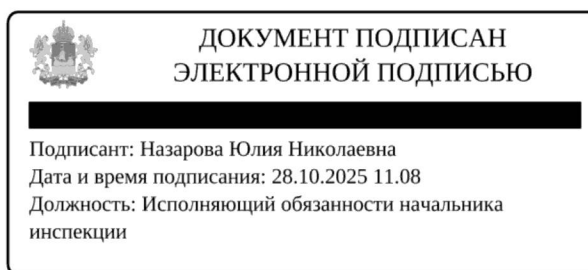 ДОКУМЕНТ ПОДПИСАН
ЭЛЕКТРОННОЙ ПОДПИСЬЮ
Подписант: Назарова Юлия Николаевна
Дата и время подписания: 28.10.2025 11.08
Должность: Исполняющий обязанности начальника
инспекции